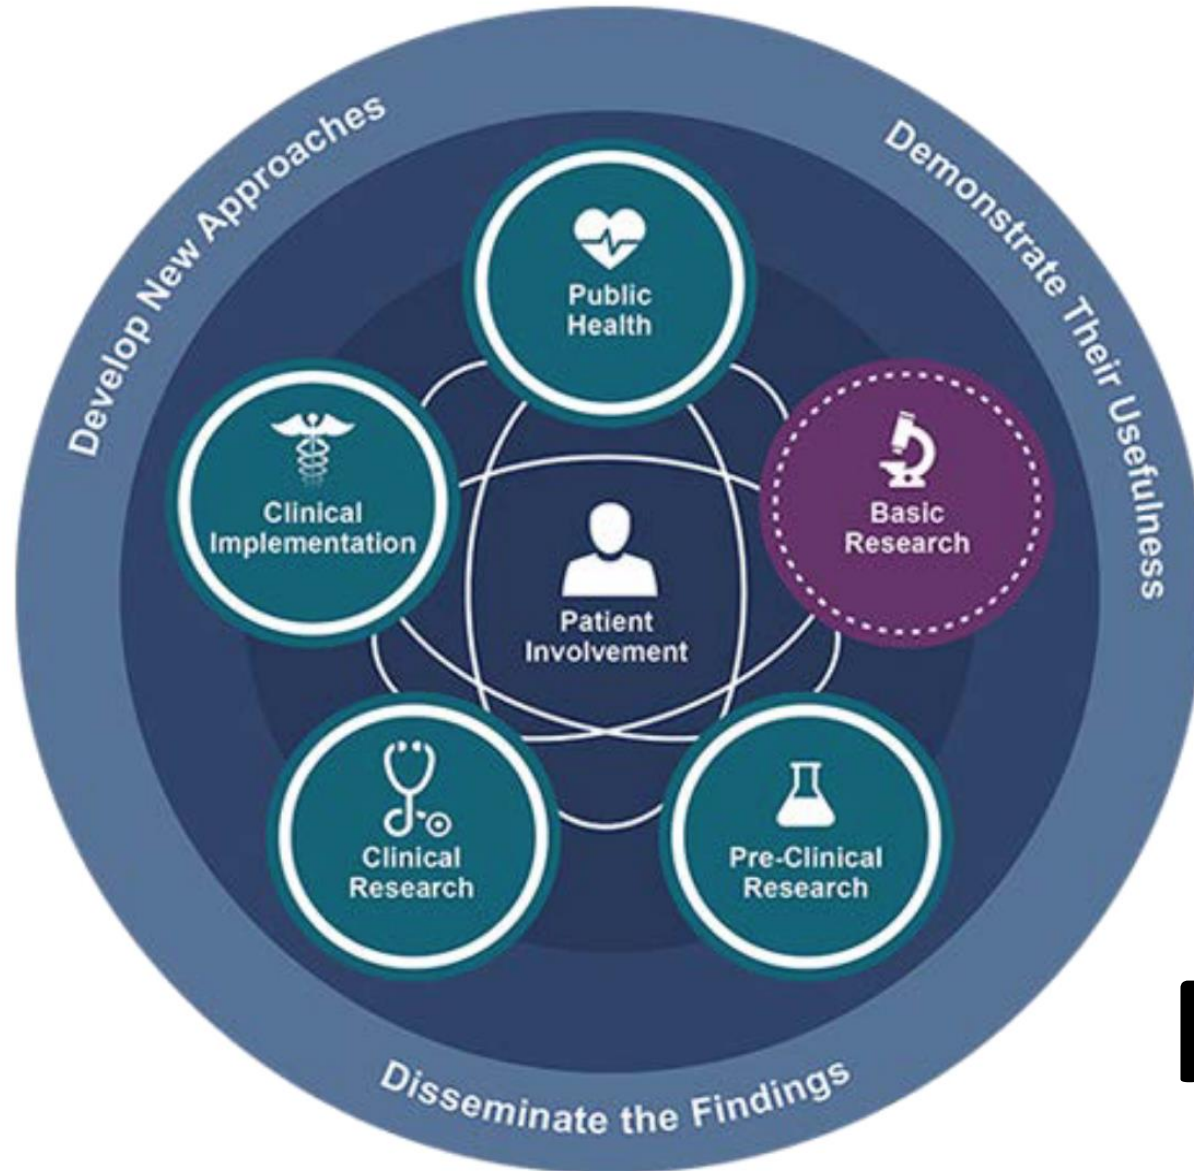 Develop New Approaches
Demonstrate Their Usefulness
Public
Health
Clinical
Implementation
Basic
Research
Patient
Involvement
Clinical
Research
Pre-Clinical
Research
Disseminate the Findings